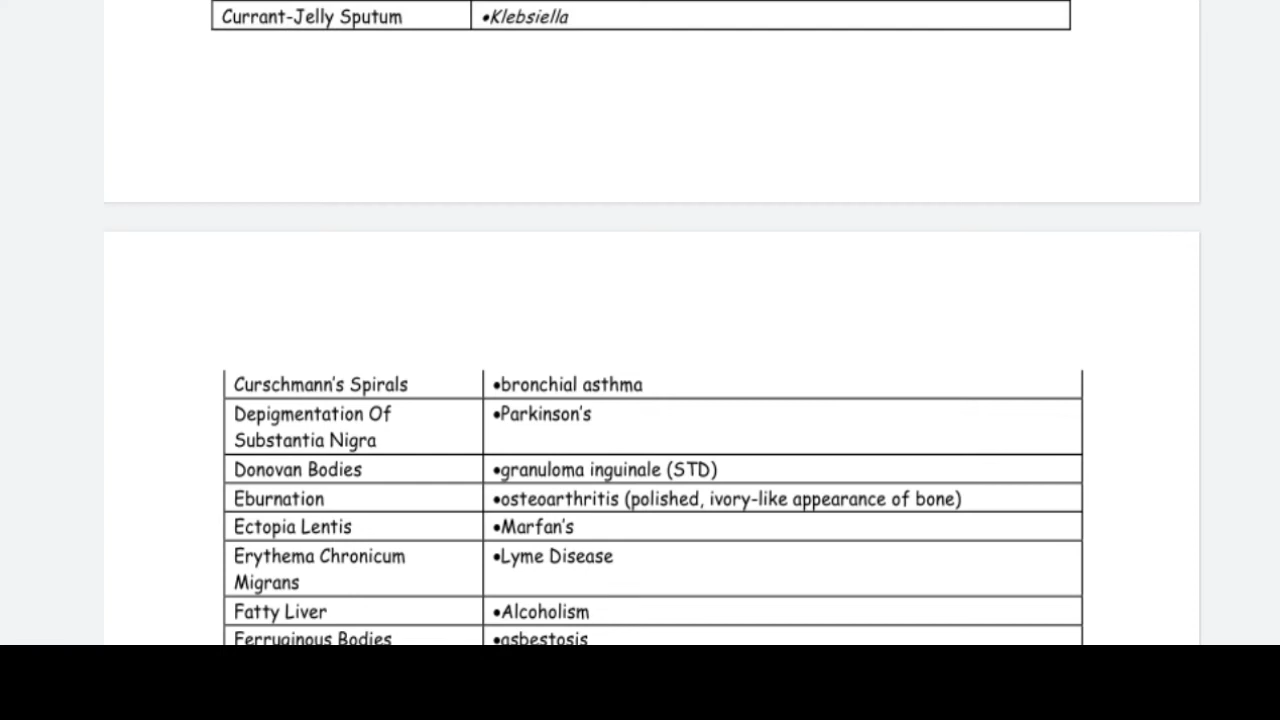 Currant-Jelly Sputum •Klebsiella
Curschmann's Spirals •bronchial asthma
Depigmentation Of •Parkinson's
Substantia Nigra
Donovan Bodies •granuloma inguinale (STD)
Eburnation •osteoarthritis (polished, ivory-like appearance of bone)
Ectopia Lentis •Marfan's
Erythema Chronicum •Lyme Disease
Migrans
Fatty Liver •Alcoholism
Ferruginous Bodies •asbestosis